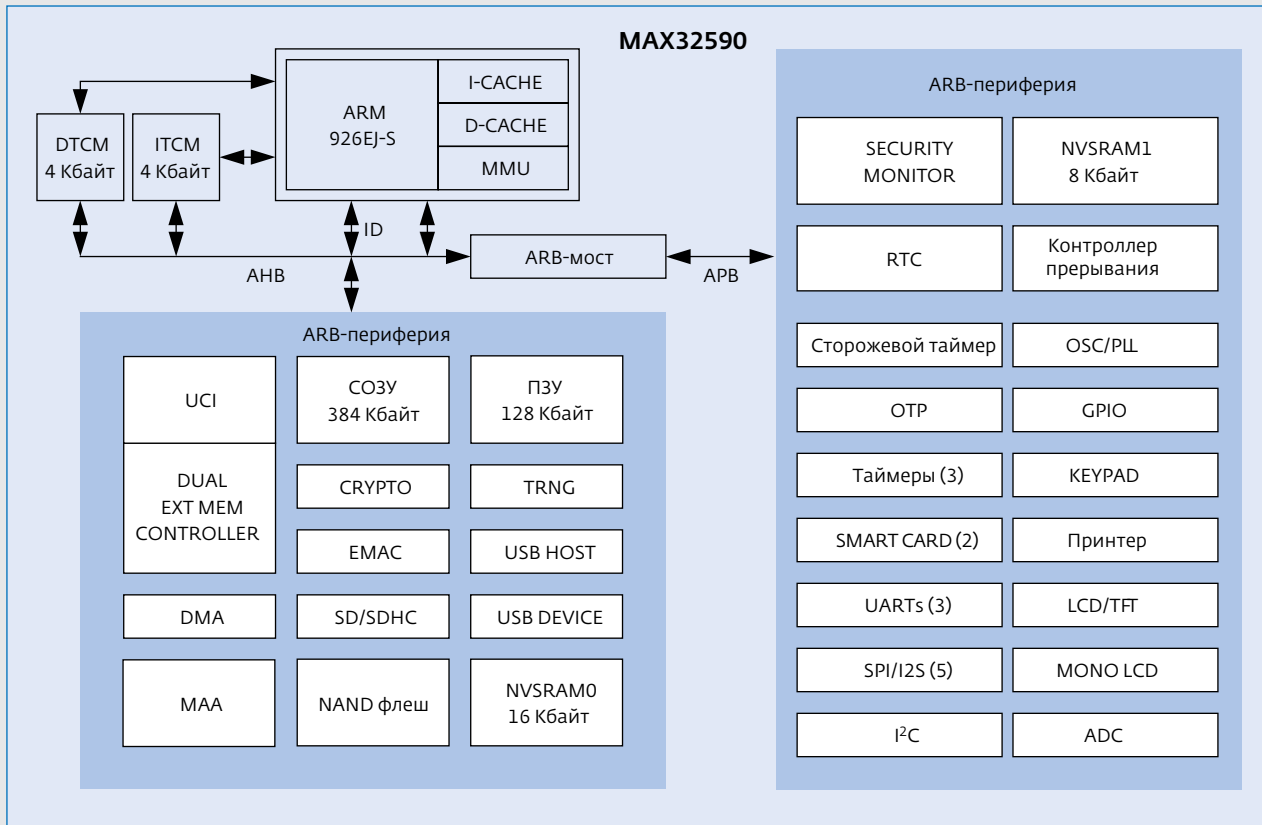 MAX32590
DTCM
4 Кбайт
ITCM
4 Кбайт
ARM
926EJ-S
I-CACHE
D-CACHE
MMU
ID
AHB
ARB-мост
APB
ARB-периферия
UCI
DUAL
EXT MEM
CONTROLLER
DMA
MAA
СОЗУ
384 Кбайт
CRYPTO
EMAC
SD/SDHC
NAND флеш
ПЗУ
128 Кбайт
TRNG
USB HOST
USB DEVICE
NVSRAM0
16 Кбайт
ARB-периферия
SECURITY
MONITOR
NVSRAM1
8 Кбайт
RTC
Контроллер
прерывания
Сторожевой таймер
OSC/PLL
OTP
GPIO
Таймеры (3)
KEYPAD
SMART CARD (2)
Принтер
UARTs (3)
LCD/TFT
SPI/I2S (5)
MONO LCD
I²C
ADC